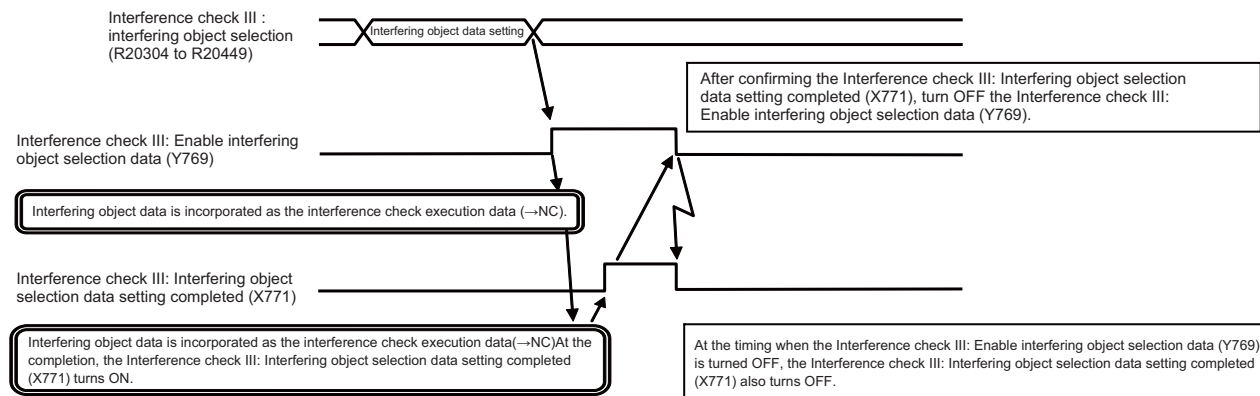 Interference check III :
interfering object selection
(R20304 to R20449)
Interfering object data setting
After confirming the Interference check III: Interfering object selection
data setting completed (X771), turn OFF the Interference check III:
Enable interfering object selection data (Y769).
Interference check III: Enable interfering
object selection data (Y769)
Interfering object data is incorporated as the interference check execution data (→NC).
Interference check III: Interfering object
selection data setting completed (X771)
Interfering object data is incorporated as the interference check execution data(→NC)At the
completion, the Interference check III: Interfering object selection data setting completed
(X771) turns ON.
At the timing when the Interference check III: Enable interfering object selection data (Y769)
is turned OFF, the Interference check III: Interfering object selection data setting completed
(X771) also turns OFF.